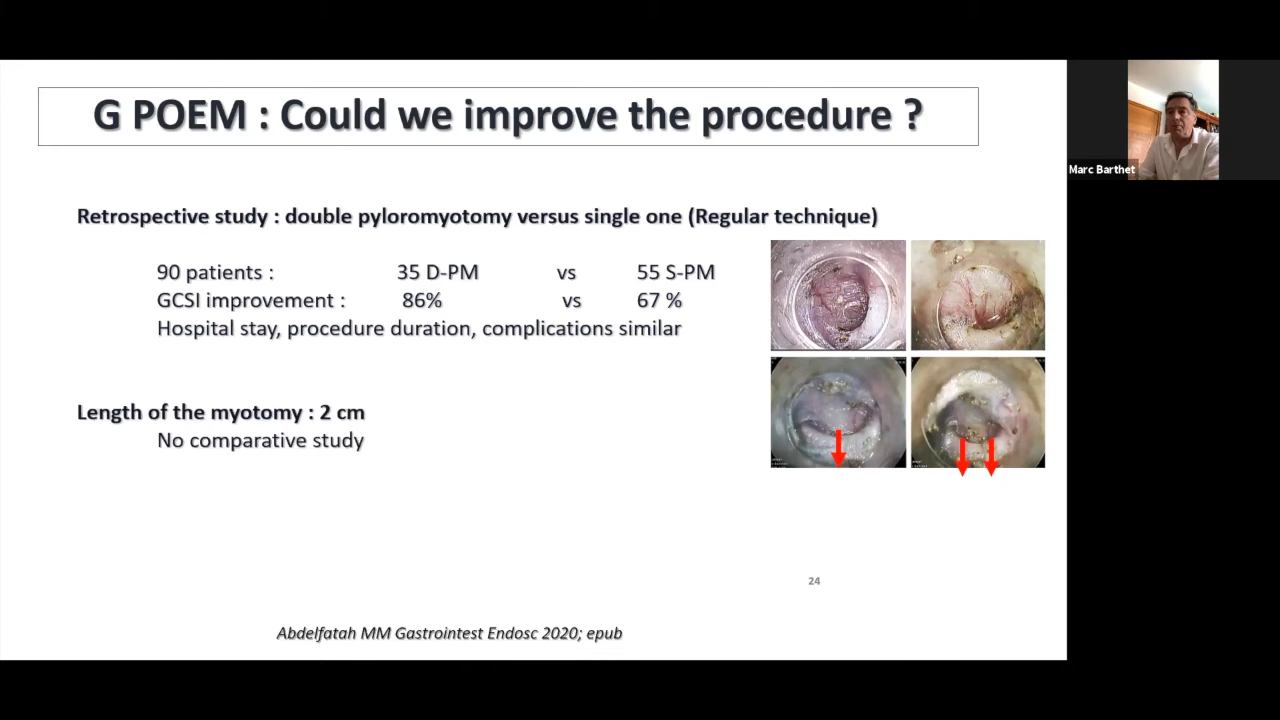 G POEM : Could we improve the procedure ?
Marc Barthet
Retrospective study : double pyloromyotomy versus single one (Regular technique)
90 patients : 35 D-PM vs 55 S-PM
GCSI improvement : 86% vs 67 %
Hospital stay, procedure duration, complications similar
Length of the myotomy : 2 cm
No comparative study
24
Abdelfatah MM Gastrointest Endosc 2020; epub